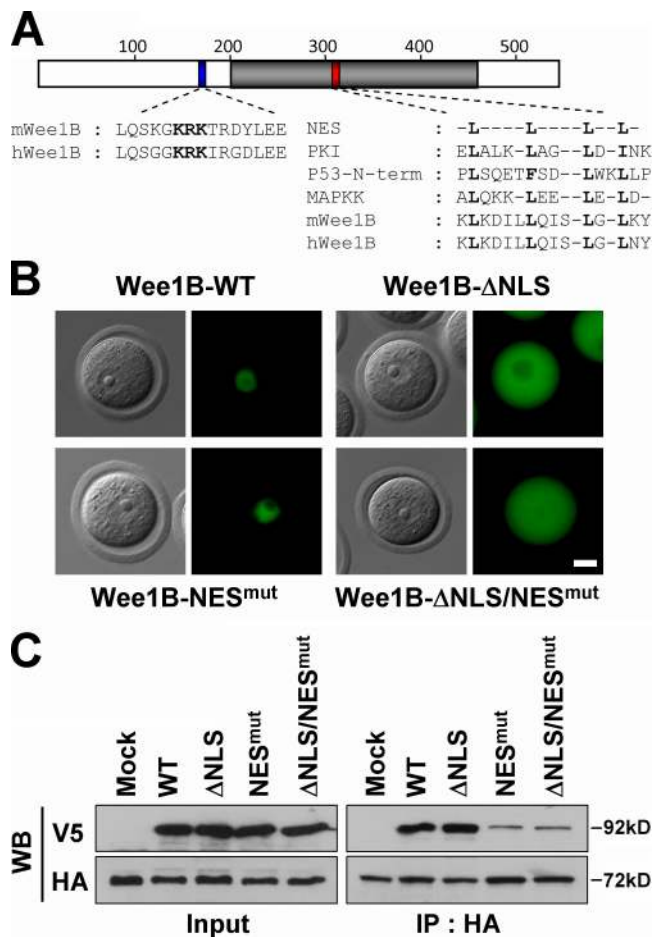 A
100 200 300 400 500
mWee1B : LQSKGKRKTRDYLEE
hWee1B : LQSGGKRKIRGDLEE
NES : -L----L---L--L-
PKI : ELALK-LAG--LD-INK
P53-N-term : PLSQETFSD--LWKLLP
MAPKK : ALQKK-LEE--LE-LD-
mWee1B : KLKDILLQIS-LG-LKY
hWee1B : KLKDILLQIS-LG-LNY
B
Wee1B-WT Wee1B-ΔNLS
Wee1B-NESmut Wee1B-ΔNLS/NESmut
C
Mock WT ΔNLS NESmut ΔNLS/NESmut Mock WT ΔNLS NESmut ΔNLS/NESmut
WB
V5 –92kD
HA –72kD
Input IP : HA